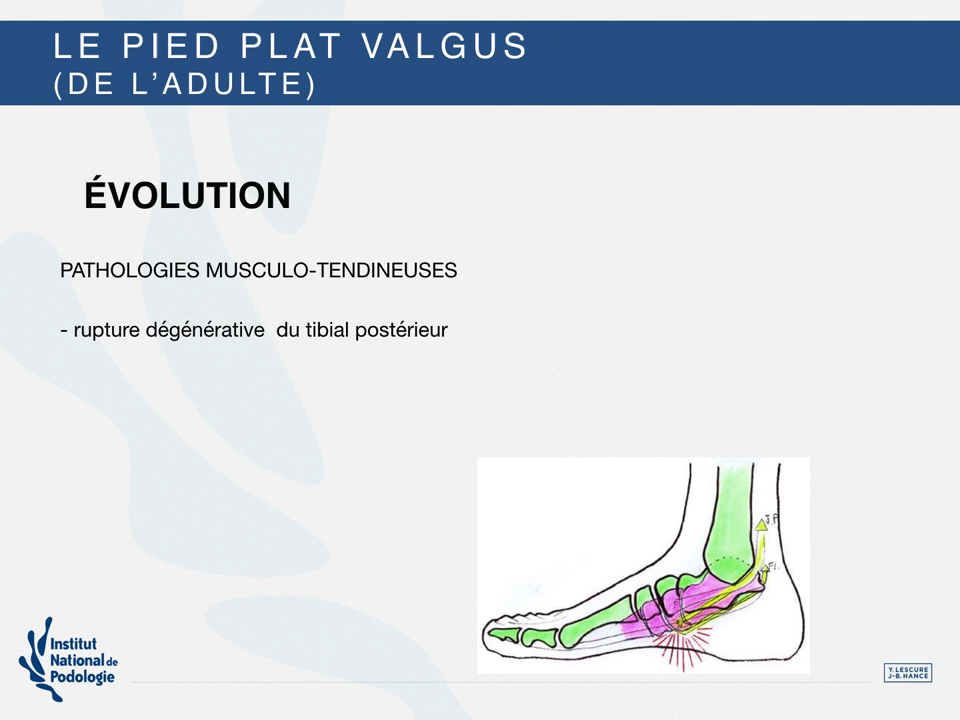 LE PIED PLAT VALGUS
(DE L’ADULTE)
ÉVOLUTION
PATHOLOGIES MUSCULO-TENDINEUSES
- rupture dégénérative  du tibial postérieur
Institut
National de
Podologie
Y. LESCURE
J-B. HANCE